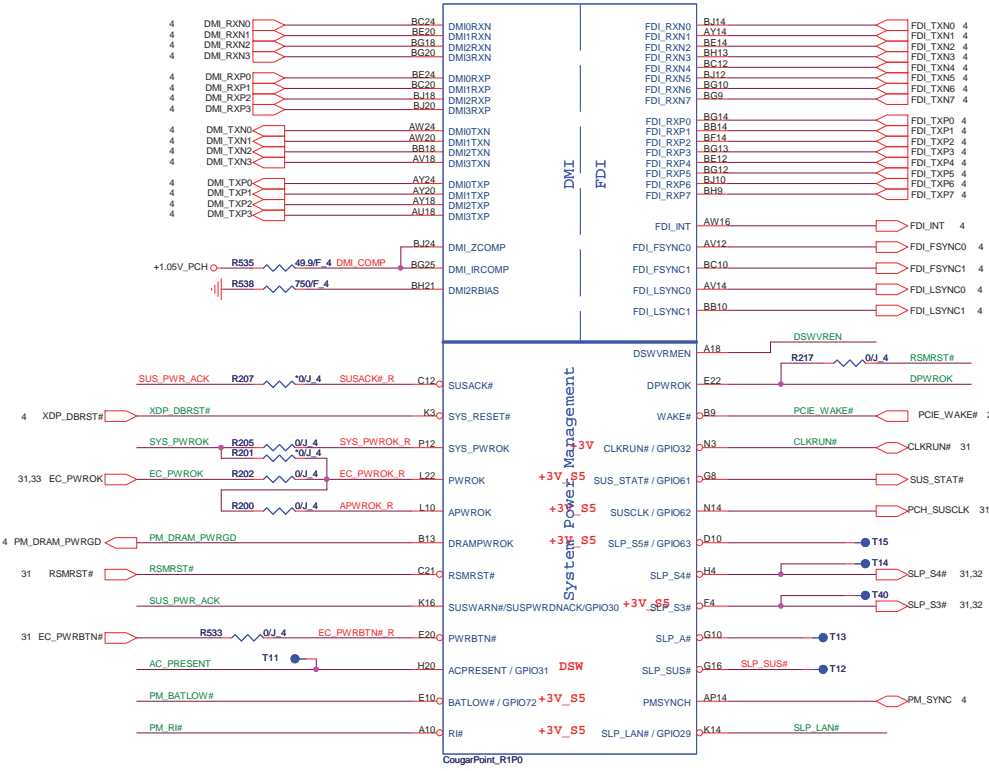 4 DMI_RXN0 BC24 DMI0RXN FDI_RXN0 BJ14 FDI_TXN0 4
4 DMI_RXN1 BE20 DMI1RXN FDI_RXN1 AY14 FDI_TXN1 4
4 DMI_RXN2 BG18 DMI2RXN FDI_RXN2 BE14 FDI_TXN2 4
4 DMI_RXN3 BG20 DMI3RXN FDI_RXN3 BH13 FDI_TXN3 4
FDI_RXN4 BC12 FDI_TXN4 4
4 DMI_RXP0 BE24 DMI0RXP FDI_RXN5 BJ12 FDI_TXN5 4
4 DMI_RXP1 BC20 DMI1RXP FDI_RXN6 BG10 FDI_TXN6 4
4 DMI_RXP2 BJ18 DMI2RXP FDI_RXN7 BG9 FDI_TXN7 4
4 DMI_RXP3 BJ20 DMI3RXP
FDI_RXP0 BG14 FDI_TXP0 4
4 DMI_TXN0 AW24 DMI0TXN FDI_RXP1 BB14 FDI_TXP1 4
4 DMI_TXN1 AW20 DMI1TXN FDI_RXP2 BF14 FDI_TXP2 4
4 DMI_TXN2 BB18 DMI2TXN FDI_RXP3 BG13 FDI_TXP3 4
4 DMI_TXN3 AV18 DMI3TXN FDI_RXP4 BE12 FDI_TXP4 4
FDI_RXP5 BG12 FDI_TXP5 4
4 DMI_TXP0 AY24 DMI0TXP FDI_RXP6 BJ10 FDI_TXP6 4
4 DMI_TXP1 AY20 DMI1TXP FDI_RXP7 BH9 FDI_TXP7 4
4 DMI_TXP2 AY18 DMI2TXP
4 DMI_TXP3 AU18 DMI3TXP
DMI
FDI
FDI_INT AW16 FDI_INT 4
BJ24 DMI_ZCOMP FDI_FSYNC0 AV12 FDI_FSYNC0 4
+1.05V_PCH R535 49.9/F_4 DMI_COMP BG25 DMI_IRCOMP FDI_FSYNC1 BC10 FDI_FSYNC1 4
R538 750/F_4 BH21 DMI2RBIAS FDI_LSYNC0 AV14 FDI_LSYNC0 4
FDI_LSYNC1 BB10 FDI_LSYNC1 4
System Power Management
DSWVRMEN A18 DSWVREN
R217 0/J_4 RSMRST#
SUS_PWR_ACK R207 *0/J_4 SUSACK#_R C12 SUSACK# DPWROK E22 DPWROK
4 XDP_DBRST# XDP_DBRST# K3 SYS_RESET# WAKE# B9 PCIE_WAKE# PCIE_WAKE#
SYS_PWROK R205 0/J_4 SYS_PWROK_R P12 SYS_PWROK +3V CLKRUN# / GPIO32 N3 CLKRUN# CLKRUN# 31
R201 *0/J_4
31,33 EC_PWROK EC_PWROK R202 0/J_4 EC_PWROK_R L22 PWROK +3V_S5 SUS_STAT# / GPIO61 G8 SUS_STAT#
R200 0/J_4 APWROK_R L10 APWROK +3V_S5 SUSCLK / GPIO62 N14 PCH_SUSCLK 31
4 PM_DRAM_PWRGD PM_DRAM_PWRGD B13 DRAMPWROK +3V_S5 SLP_S5# / GPIO63 D10 T15
T14
31 RSMRST# RSMRST# C21 RSMRST# SLP_S4# H4 SLP_S4# 31,32
T40
SUS_PWR_ACK K16 SUSWARN#/SUSPWRDNACK/GPIO30 +3V_S5 SLP_S3# F4 SLP_S3# 31,32
31 EC_PWRBTN# R533 0/J_4 EC_PWRBTN#_R E20 PWRBTN# SLP_A# G10 T13
AC_PRESENT T11 H20 ACPRESENT / GPIO31 DSW SLP_SUS# G16 SLP_SUS# T12
PM_BATLOW# E10 BATLOW# / GPIO72 +3V_S5 PMSYNCH AP14 PM_SYNC 4
PM_RI# A10 RI# +3V_S5 SLP_LAN# / GPIO29 K14 SLP_LAN#
CougarPoint_R1P0